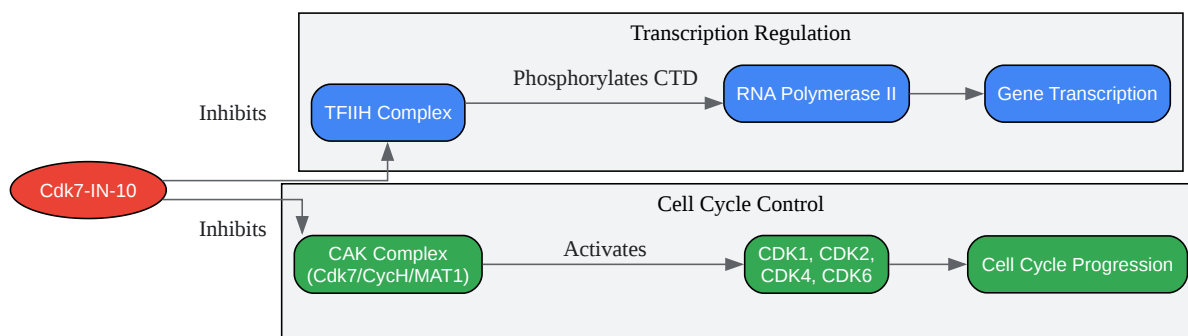 Transcription Regulation
Phosphorylates CTD
RNA Polymerase II
Gene Transcription
TFIIH Complex
Inhibits
Cdk7-IN-10
Cell Cycle Control
Inhibits
CAK Complex
(Cdk7/CycH/MAT1)
Activates
CDK1, CDK2,
CDK4, CDK6
Cell Cycle Progression